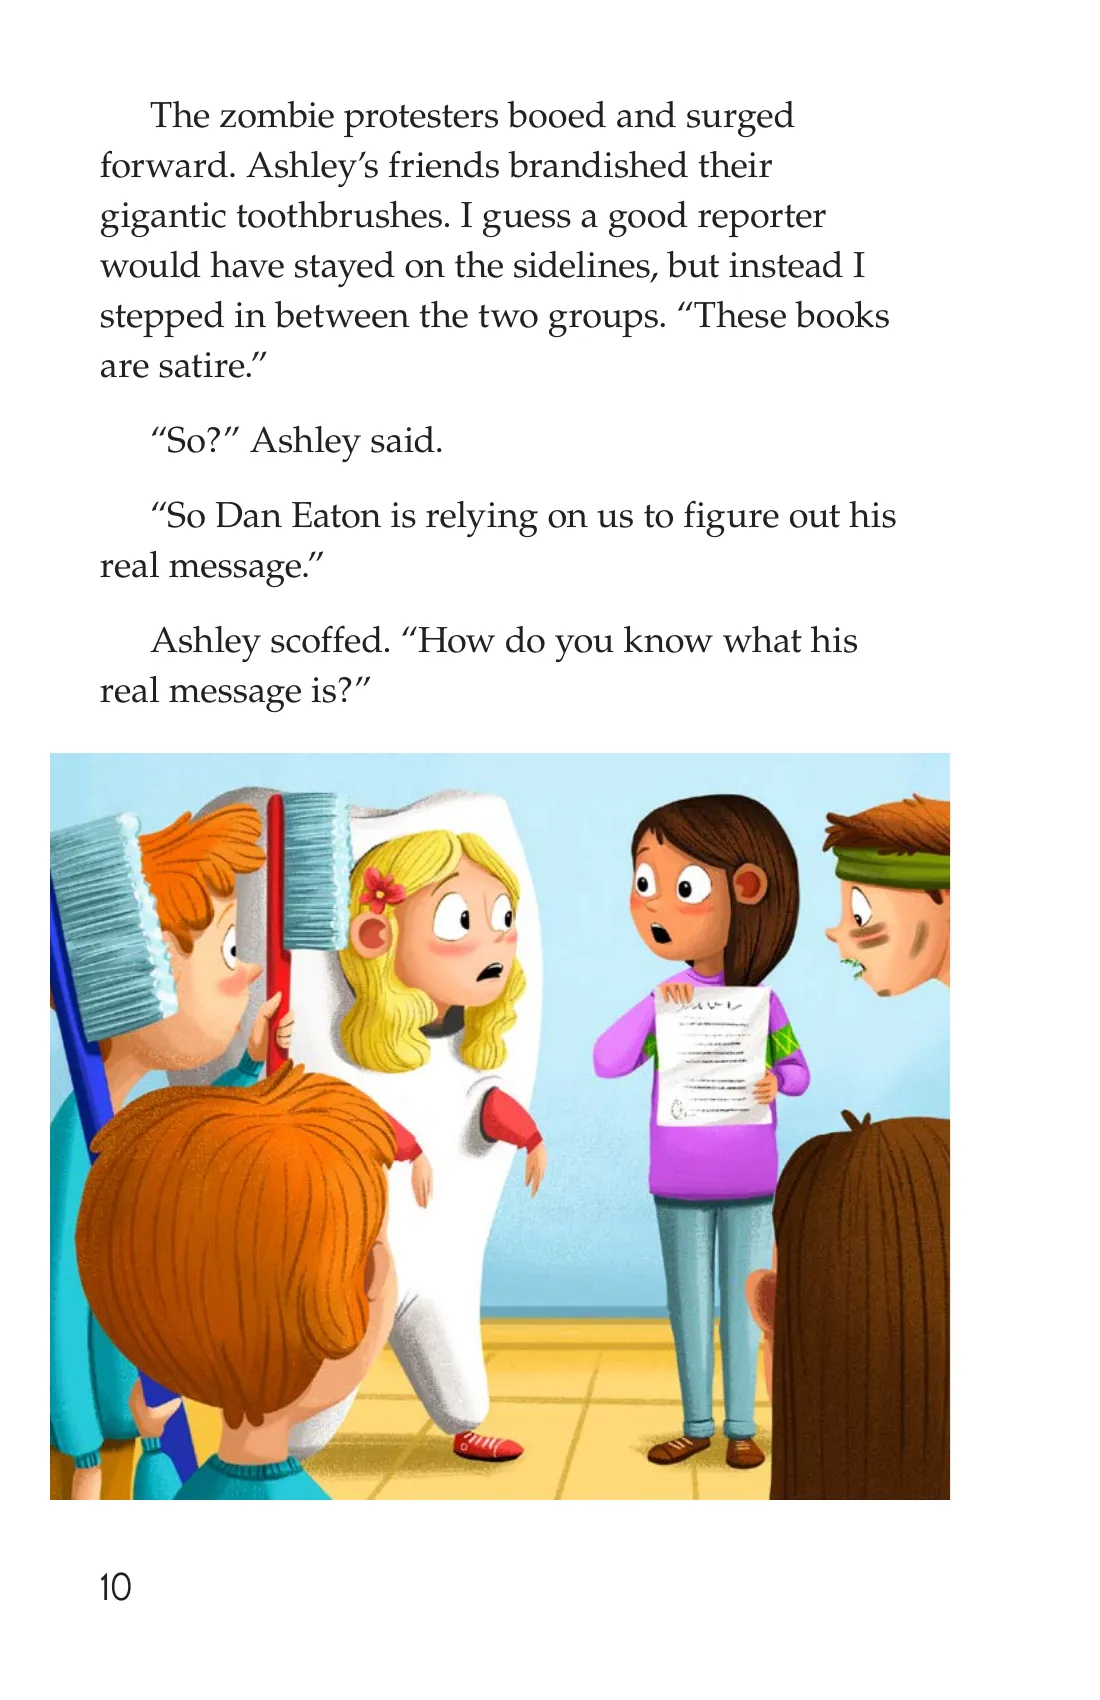 The zombie protesters booed and surged
forward. Ashley’s friends brandished their
gigantic toothbrushes. I guess a good reporter
would have stayed on the sidelines, but instead I
stepped in between the two groups. “These books
are satire.”
“So?” Ashley said.
“So Dan Eaton is relying on us to figure out his
real message.”
Ashley scoffed. “How do you know what his
real message is?”
10